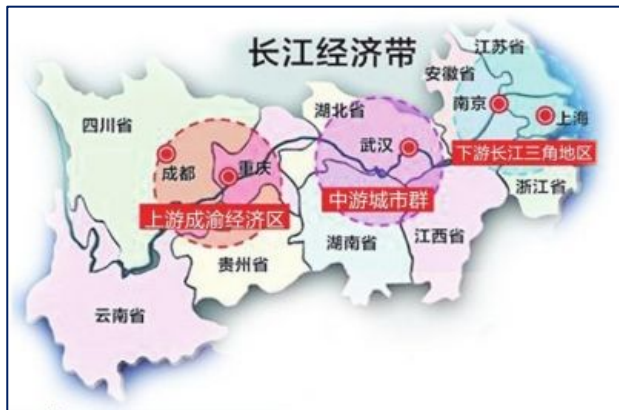 长江经济带
江苏省
安徽省
南京
上海
下游长江三角地区
浙江省
湖北省
武汉
中游城市群
湖南省
江西省
四川省
成都
重庆
上游成渝经济区
贵州省
云南省